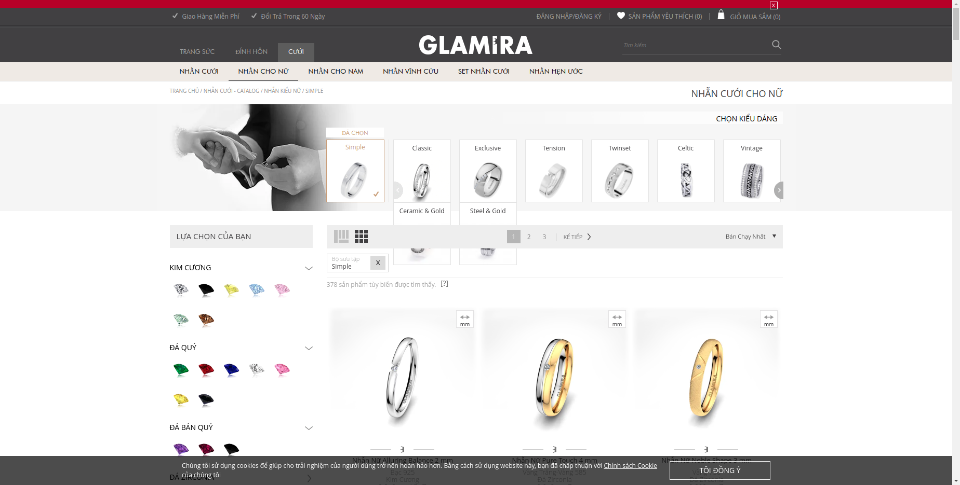 x
Giao Hàng Miễn Phí
Đổi Trả Trong 60 Ngày
ĐĂNG NHẬP/ĐĂNG KÝ
SẢN PHẨM YÊU THÍCH (0)
GIỎ MUA SẮM (0)
TRANG SỨC
ĐÍNH HÔN
CƯỚI
GLAMIRA
Tìm kiếm
NHẪN CƯỚI
NHẪN CHO NỮ
NHẪN CHO NAM
NHẪN VĨNH CỬU
SET NHẪN CƯỚI
NHẪN HẸN ƯỚC
TRANG CHỦ / NHẪN CƯỚI - CATALOG / NHẪN KIỂU NỮ / SIMPLE
NHẪN CƯỚI CHO NỮ
CHỌN KIỂU DÁNG
ĐÃ CHỌN
Simple
Classic
Exclusive
Tension
Twinset
Celtic
Vintage
Ceramic & Gold
Steel & Gold
LỰA CHỌN CỦA BẠN
1 2 3 KẾ TIẾP
Bán Chạy Nhất
Bộ sưu tập
Simple
X
KIM CƯƠNG
378 sản phẩm tùy biến được tìm thấy. [?]
mm
mm
mm
ĐÁ QUÝ
ĐÁ BÁN QUÝ
Chúng tôi sử dụng cookies để giúp cho trải nghiệm của người dùng trở nên hoàn hảo hơn. Bằng cách sử dụng website này, bạn đã chấp thuận với Chính sách Cookie
của chúng tôi.
TÔI ĐỒNG Ý